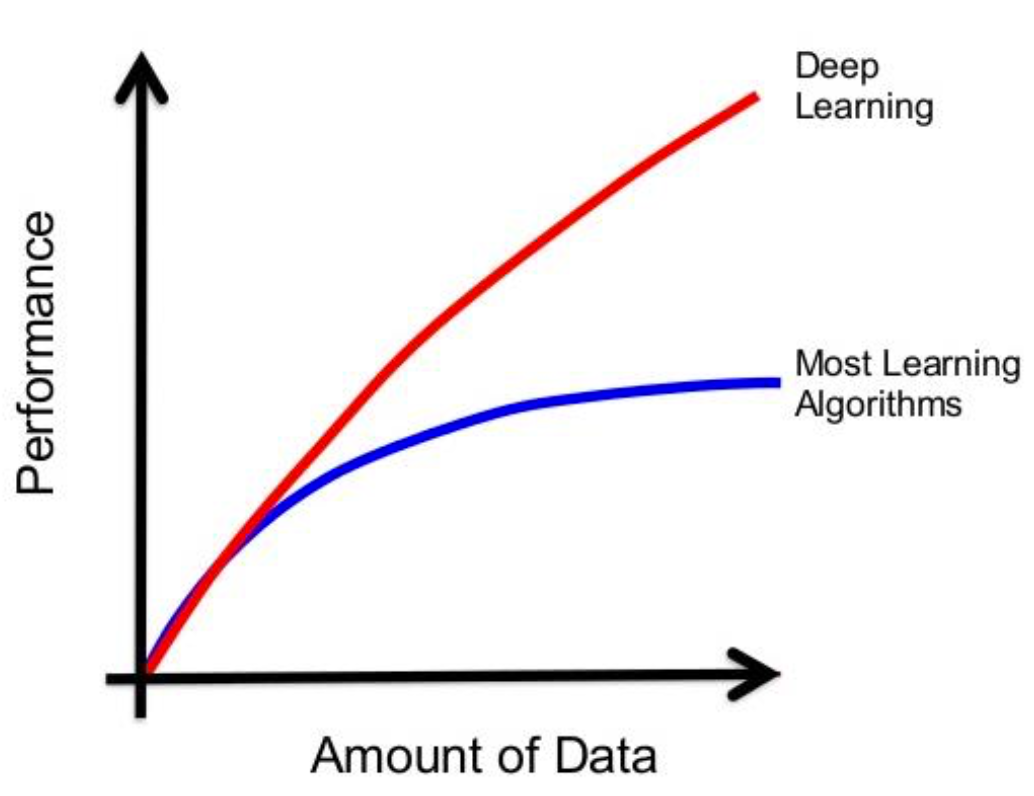 Deep
Learning
Performance
Most Learning
Algorithms
Amount of Data